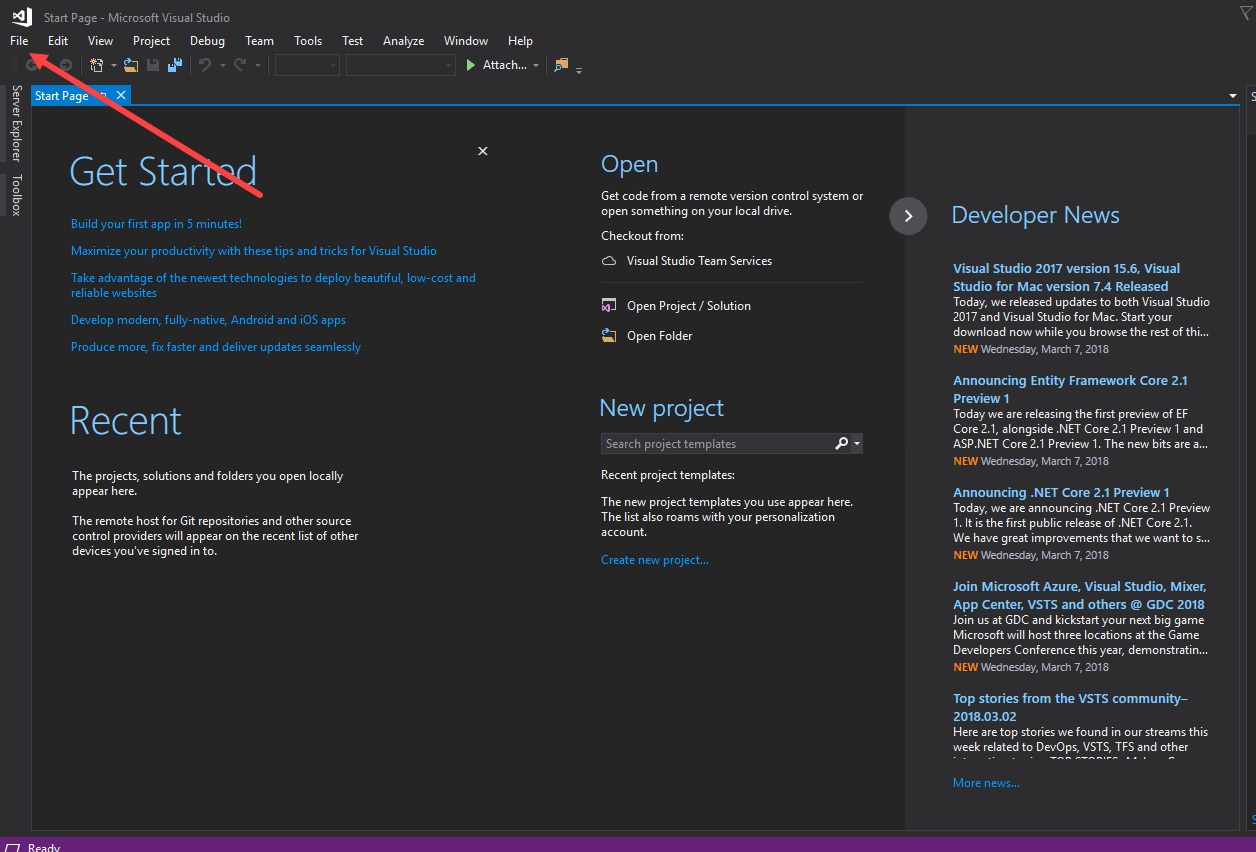 Start Page - Microsoft Visual Studio
File Edit View Project Debug Team Tools Test Analyze Window Help
Attach...
Server Explorer
Toolbox
Start Page
Get Started
Build your first app in 5 minutes!
Maximize your productivity with these tips and tricks for Visual Studio
Take advantage of the newest technologies to deploy beautiful, low-cost and
reliable websites
Develop modern, fully-native, Android and iOS apps
Produce more, fix faster and deliver updates seamlessly
Recent
The projects, solutions and folders you open locally
appear here.
The remote host for Git repositories and other source
control providers will appear on the recent list of other
devices you've signed in to.
Open
Get code from a remote version control system or
open something on your local drive.
Checkout from:
Visual Studio Team Services
Open Project / Solution
Open Folder
New project
Search project templates
Recent project templates:
The new project templates you use appear here.
The list also roams with your personalization
account.
Create new project...
Developer News
Visual Studio 2017 version 15.6, Visual
Studio for Mac version 7.4 Released
Today, we released updates to both Visual Studio
2017 and Visual Studio for Mac. Start your
download now while you browse the rest of thi...
NEW Wednesday, March 7, 2018
Announcing Entity Framework Core 2.1
Preview 1
Today we are releasing the first preview of EF
Core 2.1, alongside .NET Core 2.1 Preview 1 and
ASP.NET Core 2.1 Preview 1. The new bits are a...
NEW Wednesday, March 7, 2018
Announcing .NET Core 2.1 Preview 1
Today, we are announcing .NET Core 2.1 Preview
1. It is the first public release of .NET Core 2.1.
We have great improvements that we want to s...
NEW Wednesday, March 7, 2018
Join Microsoft Azure, Visual Studio, Mixer,
App Center, VSTS and others @ GDC 2018
Join us at GDC and kickstart your next big game
Microsoft will host three locations at the Game
Developers Conference this year, demonstratin...
NEW Wednesday, March 7, 2018
Top stories from the VSTS community–
2018.03.02
Here are top stories we found in our streams this
week related to DevOps, VSTS, TFS and other
More news...
Ready